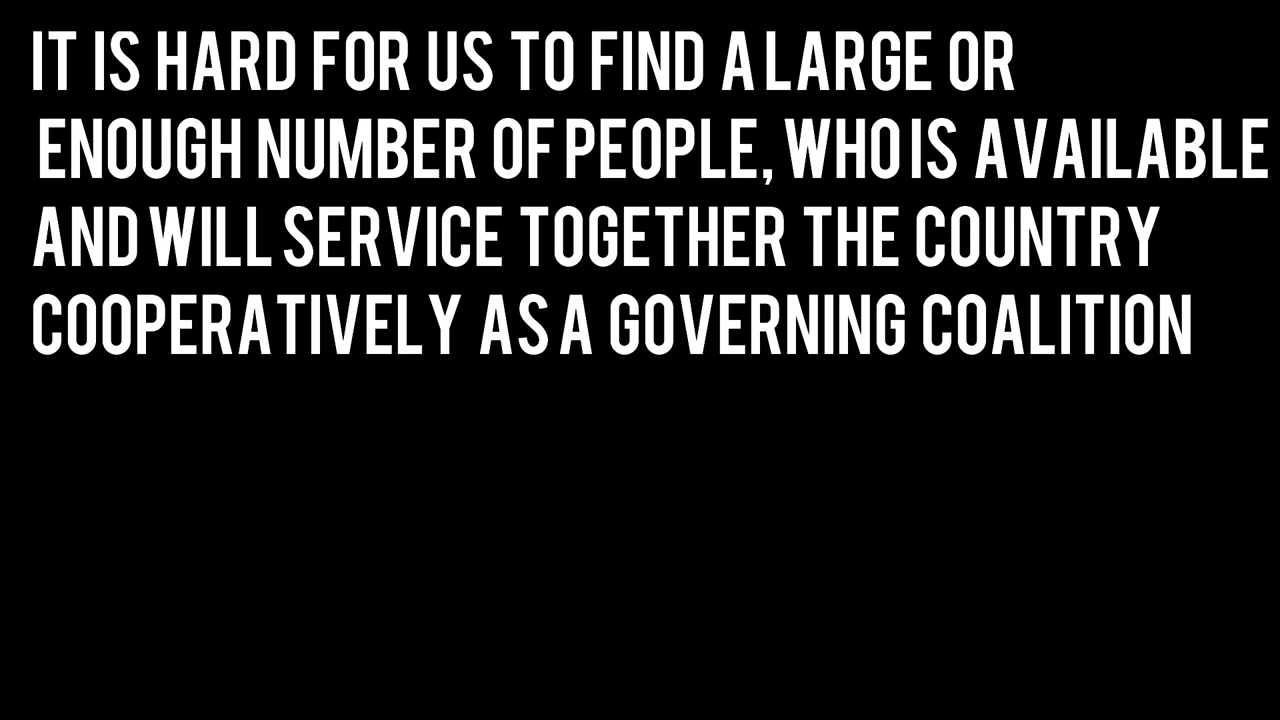 IT IS HARD FOR US TO FIND A LARGE OR
ENOUGH NUMBER OF PEOPLE, WHO IS AVAILABLE
AND WILL SERVICE TOGETHER THE COUNTRY
COOPERATIVELY AS A GOVERNING COALITION